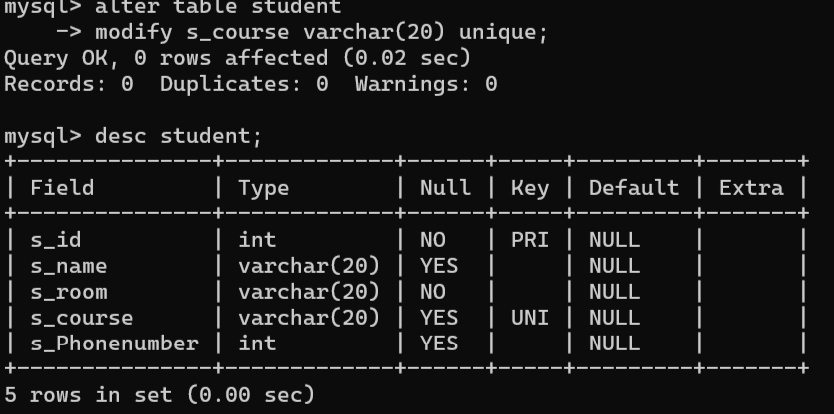 mysql> alter table student
    -> modify s_course varchar(20) unique;
Query OK, 0 rows affected (0.02 sec)
Records: 0  Duplicates: 0  Warnings: 0

mysql> desc student;
+---------------+-------------+------+-----+---------+-------+
| Field         | Type        | Null | Key | Default | Extra |
+---------------+-------------+------+-----+---------+-------+
| s_id          | int         | NO   | PRI | NULL    |       |
| s_name        | varchar(20) | YES  |     | NULL    |       |
| s_room        | varchar(20) | NO   |     | NULL    |       |
| s_course      | varchar(20) | YES  | UNI | NULL    |       |
| s_Phonenumber | int         | YES  |     | NULL    |       |
+---------------+-------------+------+-----+---------+-------+
5 rows in set (0.00 sec)